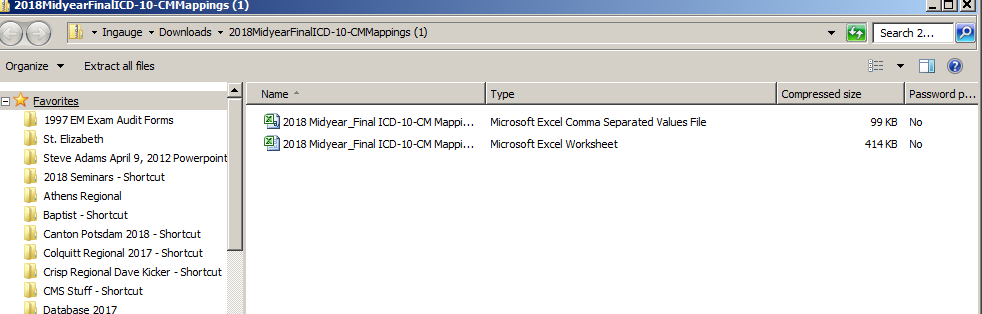 2018MidyearFinalICD-10-CMMappings (1)
Ingauge Downloads 2018MidyearFinalICD-10-CMMappings (1) Search 2...
Organize Extract all files
Favorites
1997 EM Exam Audit Forms
St. Elizabeth
Steve Adams April 9, 2012 Powerpoint
2018 Seminars - Shortcut
Athens Regional
Baptist - Shortcut
Canton Potsdam 2018 - Shortcut
Colquitt Regional 2017 - Shortcut
Crisp Regional Dave Kicker - Shortcut
CMS Stuff - Shortcut
Database 2017
Name Type Compressed size Password p...
2018 Midyear_Final ICD-10-CM Mappi... Microsoft Excel Comma Separated Values File 99 KB No
2018 Midyear_Final ICD-10-CM Mappi... Microsoft Excel Worksheet 414 KB No